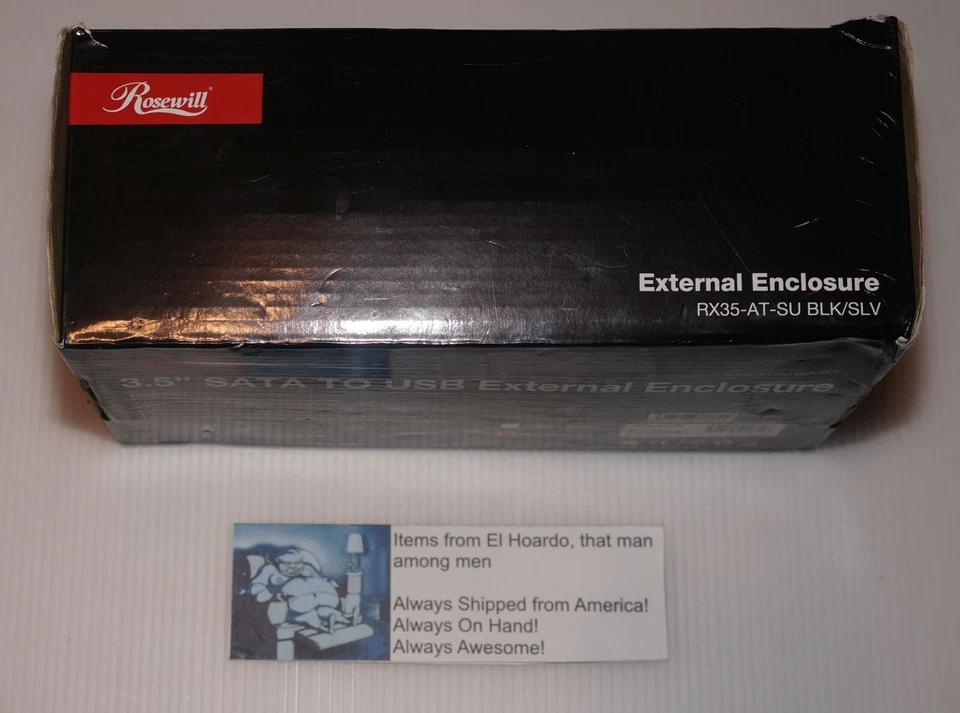 Rosewill®
External Enclosure
RX35-AT-SU BLK/SLV
3.5" SATA TO USB External Enclosure
Items from El Hoardo, that man
among men
Always Shipped from America!
Always On Hand!
Always Awesome!